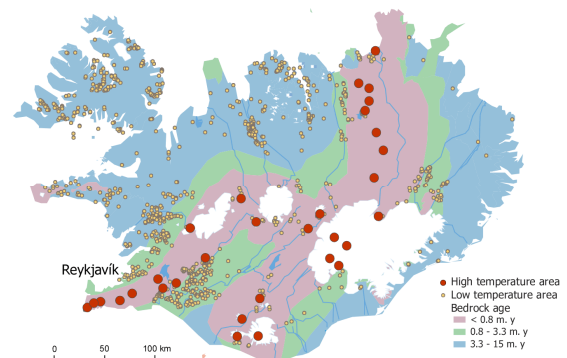 Reykjavík
High temperature area
Low temperature area
Bedrock age
< 0.8 m. y
0.8 - 3.3 m. y
3.3 - 15 m. y
0 50 100 km